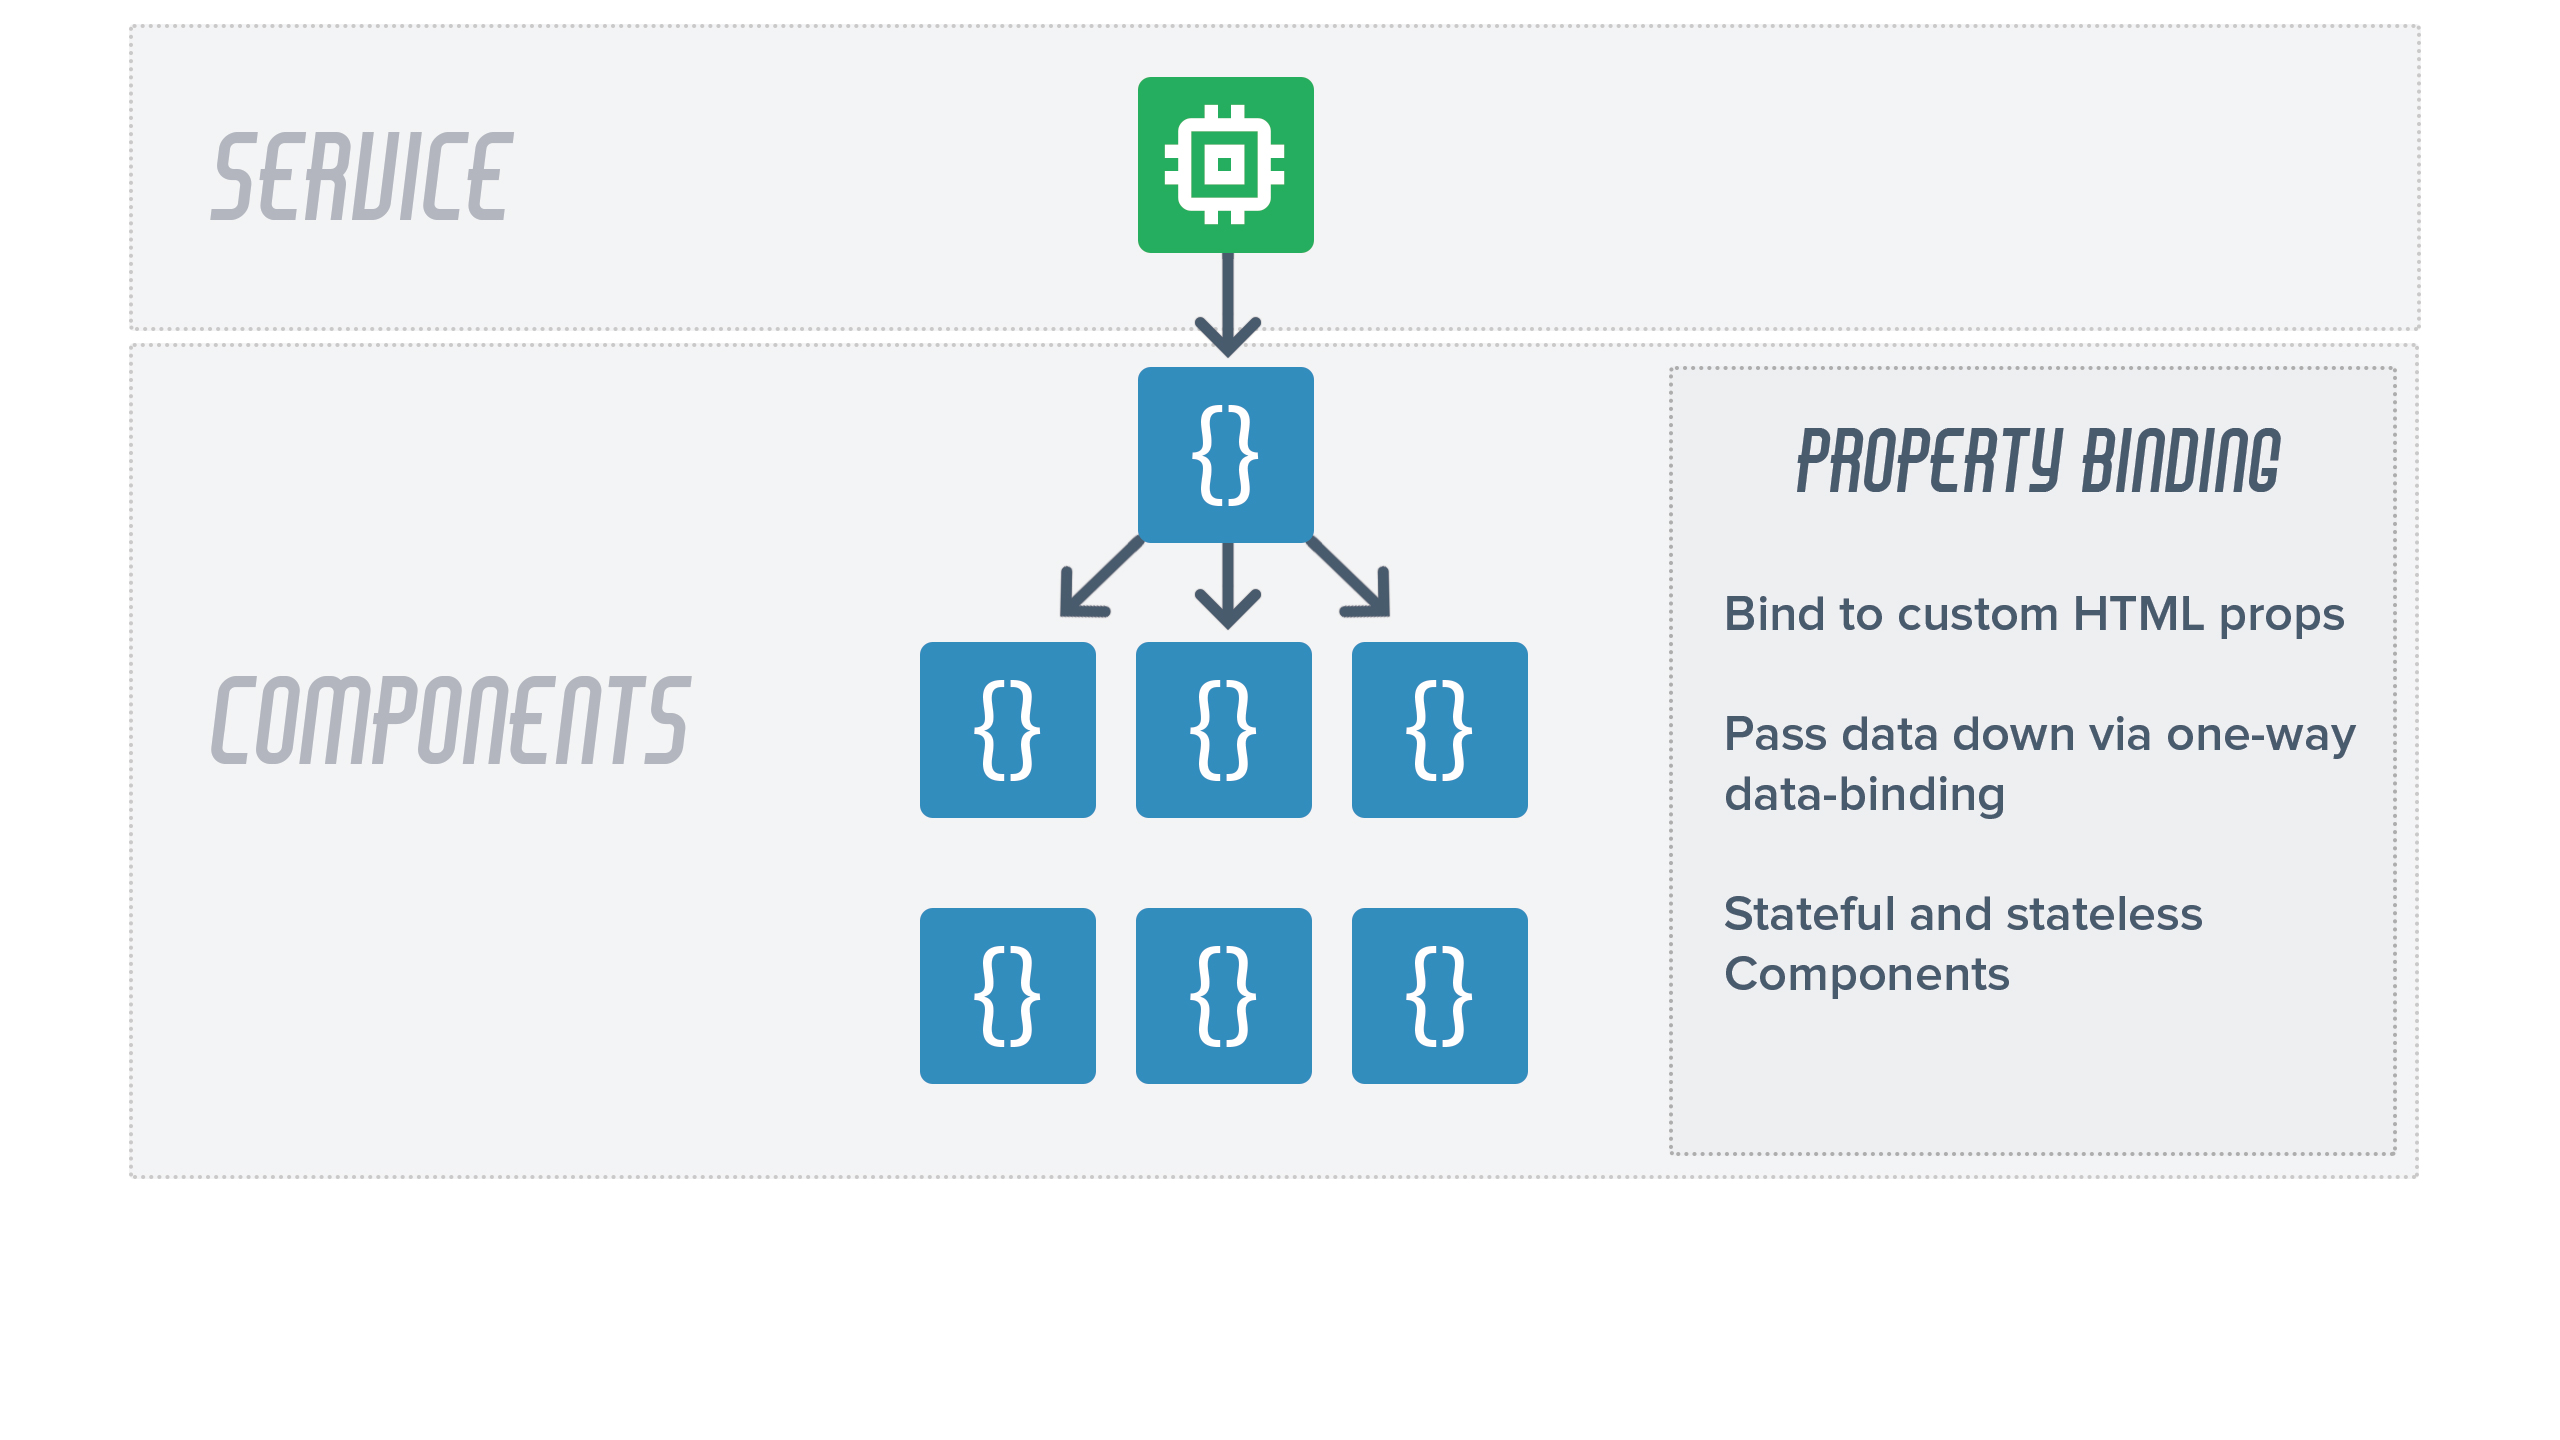 SERVICE
{}
PROPERTY BINDING
Bind to custom HTML props
Pass data down via one-way
data-binding
Stateful and stateless
Components
COMPONENTS
{} {} {}
{} {} {}